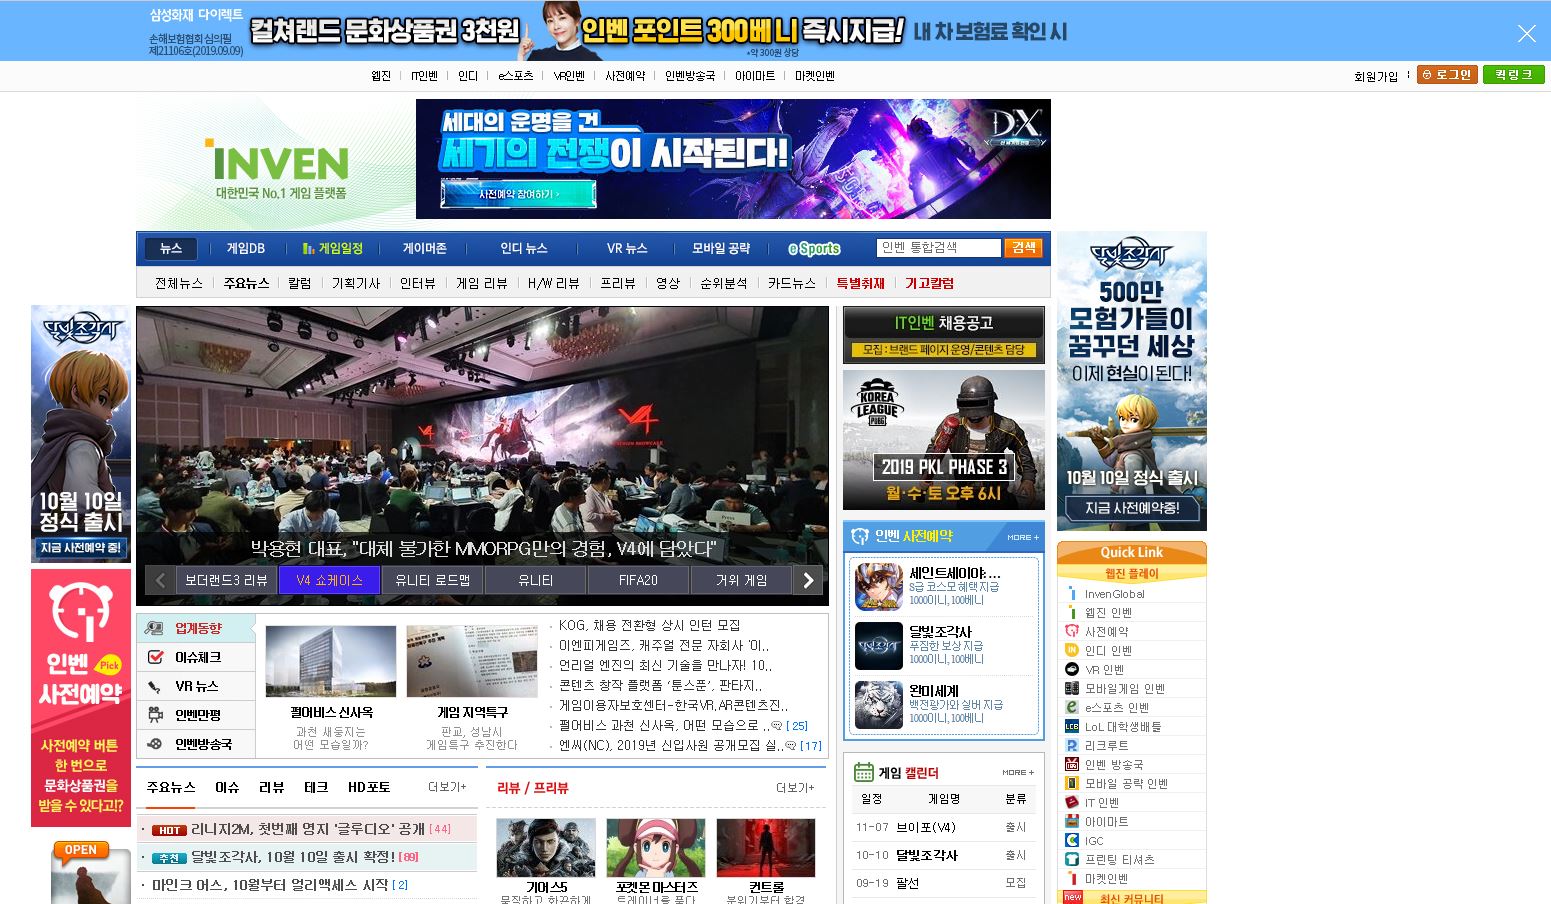 삼성화재 다이렉트
손해보험협회 심의필
제21106호(2019.09.09)
컬쳐랜드 문화상품권 3천원
인벤 포인트 300베니 즉시지급!
*약 300원 상당
내 차 보험료 확인 시
웹진
IT인벤
인디
e스포츠
VR인벤
사전예약
인벤방송국
아이마트
마켓인벤
회원가입
로그인
퀵링크
INVEN
대한민국 No.1 게임 플랫폼
세대의 운명을 건
세기의 전쟁이 시작된다!
사전예약 참여하기 ›
DX
뉴스
게임DB
게임일정
게이머존
인디 뉴스
VR 뉴스
모바일 공략
e Sports
인벤 통합검색
검색
전체뉴스
주요뉴스
칼럼
기획기사
인터뷰
게임 리뷰
H/W 리뷰
프리뷰
영상
순위분석
카드뉴스
특별취재
기고칼럼
달빛조각사
10월 10일
정식 출시
지금 사전예약 중!
인벤 Pick
사전예약
사전예약 버튼
한 번으로
문화상품권을
받을 수 있다고!?
OPEN
V4
박용현 대표, "대체 불가한 MMORPG만의 경험, V4에 담았다"
보더랜드3 리뷰
V4 쇼케이스
유니티 로드맵
유니티
FIFA20
거위 게임
업계동향
이슈체크
VR 뉴스
인벤만평
인벤방송국
펄어비스 신사옥
과천 새둥지는
어떤 모습일까?
게임 지역특구
판교, 성남시
게임특구 추진한다
KOG, 채용 전환형 상시 인턴 모집
이엔피게임즈, 캐주얼 전문 자회사 '이..
언리얼 엔진의 최신 기술을 만나자! 10..
콘텐츠 창작 플랫폼 '툰스푼', 판타지..
게임이용자보호센터-한국VR.AR콘텐츠진..
펄어비스 과천 신사옥, 어떤 모습으로 .. [25]
엔씨(NC), 2019년 신입사원 공개모집 실.. [17]
주요뉴스
이슈
리뷰
테크
HD포토
더보기+
HOT 리니지2M, 첫번째 명지 '글루디오' 공개 [44]
추천 달빛조각사, 10월 10일 출시 확정! [89]
마인크 어스, 10월부터 얼리액세스 시작 [2]
리뷰 / 프리뷰
더보기+
기어스5
묵직하고 화끈하게
포켓몬 마스터즈
트레이너를 품다
컨트롤
분위기부터 합격
IT인벤 채용공고
모집 : 브랜드 페이지 운영/콘텐츠 담당
KOREA
LEAGUE
PUBG
2019 PKL PHASE 3
월·수·토 오후 6시
인벤 사전예약
MORE +
세인트세이야:...
S급 코스모 혜택 지급
1000이니, 100베니
달빛조각사
푸짐한 보상 지급
1000이니, 100베니
완미세계
백전광가와 실버 지급
1000이니, 100베니
게임 캘린더
MORE +
일정
게임명
분류
11-07 브이포(V4) 출시
10-10 달빛조각사 출시
09-19 팔선 모집
달빛조각사
500만
모험가들이
꿈꾸던 세상
이제 현실이 된다!
10월 10일 정식 출시
지금 사전예약중!
Quick Link
웹진 플레이
InvenGlobal
웹진 인벤
사전예약
인디 인벤
VR 인벤
모바일게임 인벤
e스포츠 인벤
LoL 대학생배틀
리크루트
인벤 방송국
모바일 공략 인벤
IT 인벤
아이마트
IGC
프린팅 티셔츠
마켓인벤
new 최신 커뮤니티